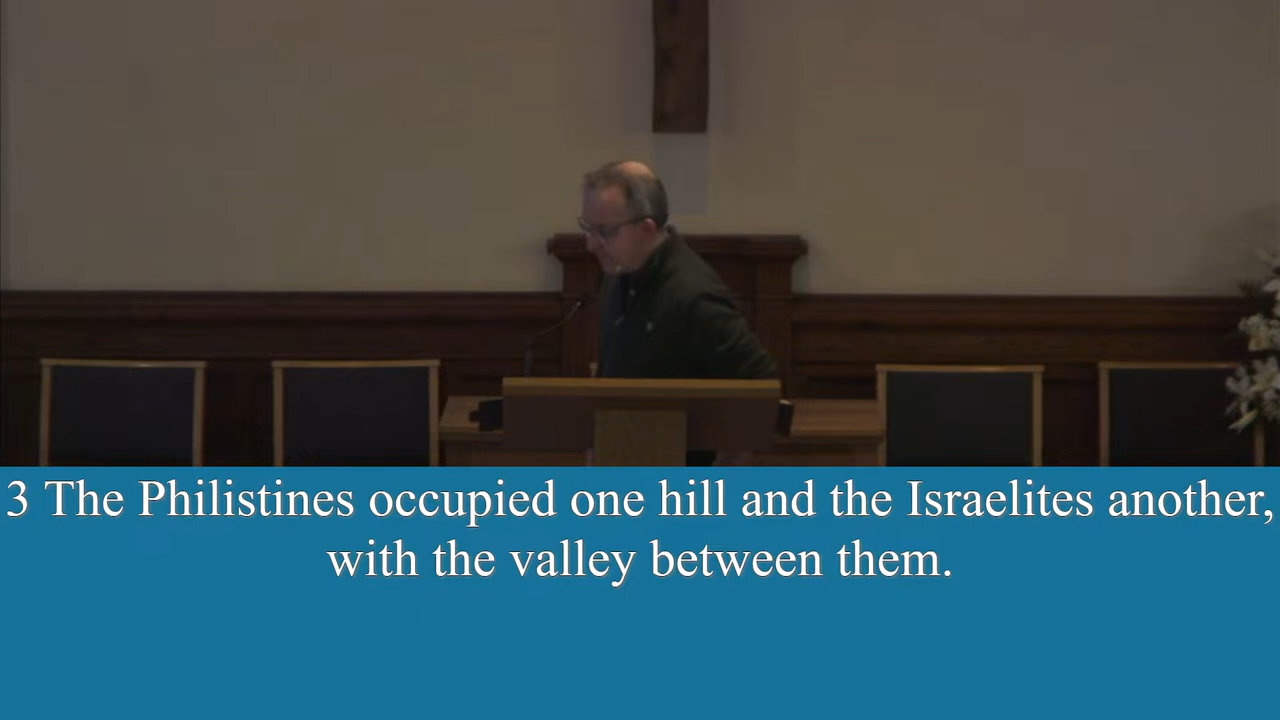 3 The Philistines occupied one hill and the Israelites another,
with the valley between them.